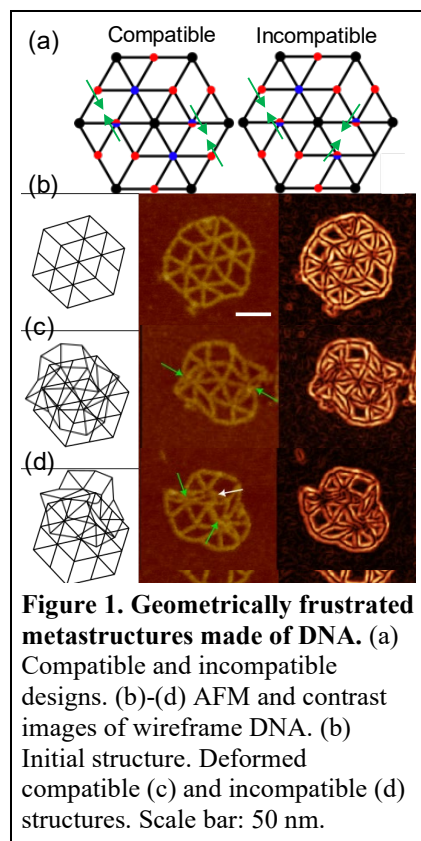 (a)
Compatible Incompatible
(b)
(c)
(d)
Figure 1. Geometrically frustrated
metastructures made of DNA. (a)
Compatible and incompatible
designs. (b)-(d) AFM and contrast
images of wireframe DNA. (b)
Initial structure. Deformed
compatible (c) and incompatible (d)
structures. Scale bar: 50 nm.